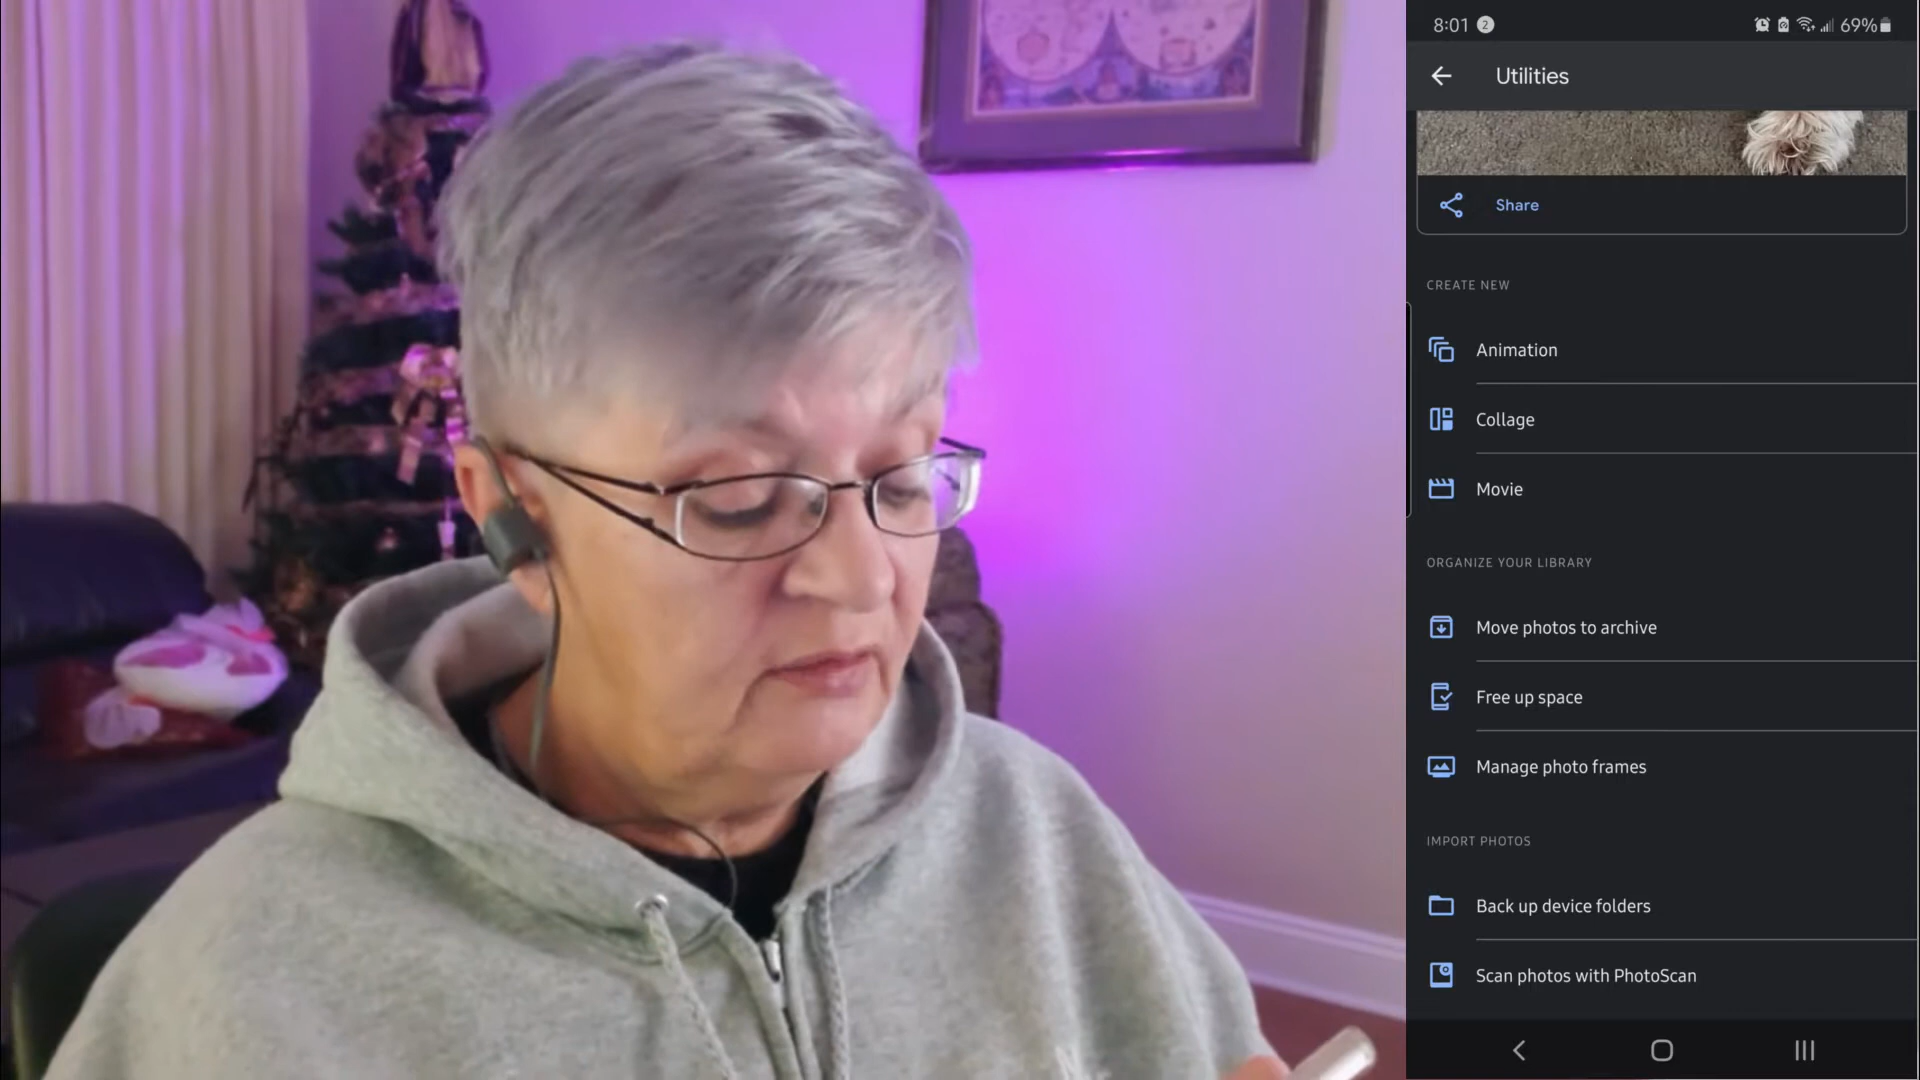 8:01 2 69%
Utilities
Share
CREATE NEW
Animation
Collage
Movie
ORGANIZE YOUR LIBRARY
Move photos to archive
Free up space
Manage photo frames
IMPORT PHOTOS
Back up device folders
Scan photos with PhotoScan